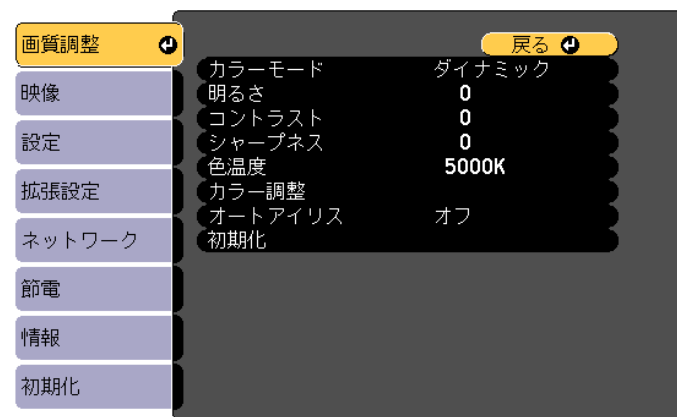 画質調整
映像
設定
拡張設定
ネットワーク
節電
情報
初期化
戻る
カラーモード ダイナミック
明るさ 0
コントラスト 0
シャープネス 0
色温度 5000K
カラー調整
オートアイリス オフ
初期化